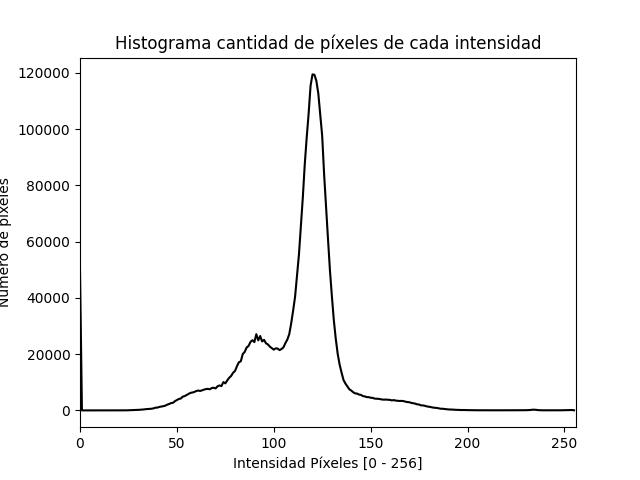 Histograma cantidad de píxeles de cada intensidad
120000
100000
80000
60000
40000
20000
0
Número de píxeles
0 50 100 150 200 250
Intensidad Píxeles [0 - 256]